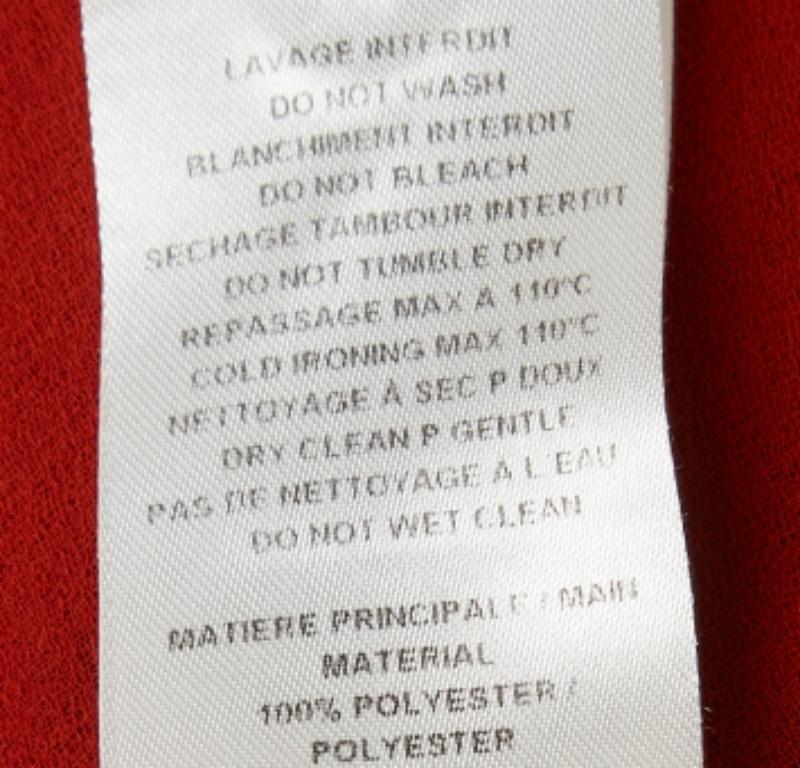 LAVAGE INTERDIT
DO NOT WASH
BLANCHIMENT INTERDIT
DO NOT BLEACH
SECHAGE TAMBOUR INTERDIT
DO NOT TUMBLE DRY
REPASSAGE MAX A 110°C
COLD IRONING MAX 110°C
NETTOYAGE À SEC P DOUX
DRY CLEAN P GENTLE
PAS DE NETTOYAGE A L EAU
DO NOT WET CLEAN
MATIERE PRINCIPALE / MAIN
MATERIAL
100% POLYESTER /
POLYESTER